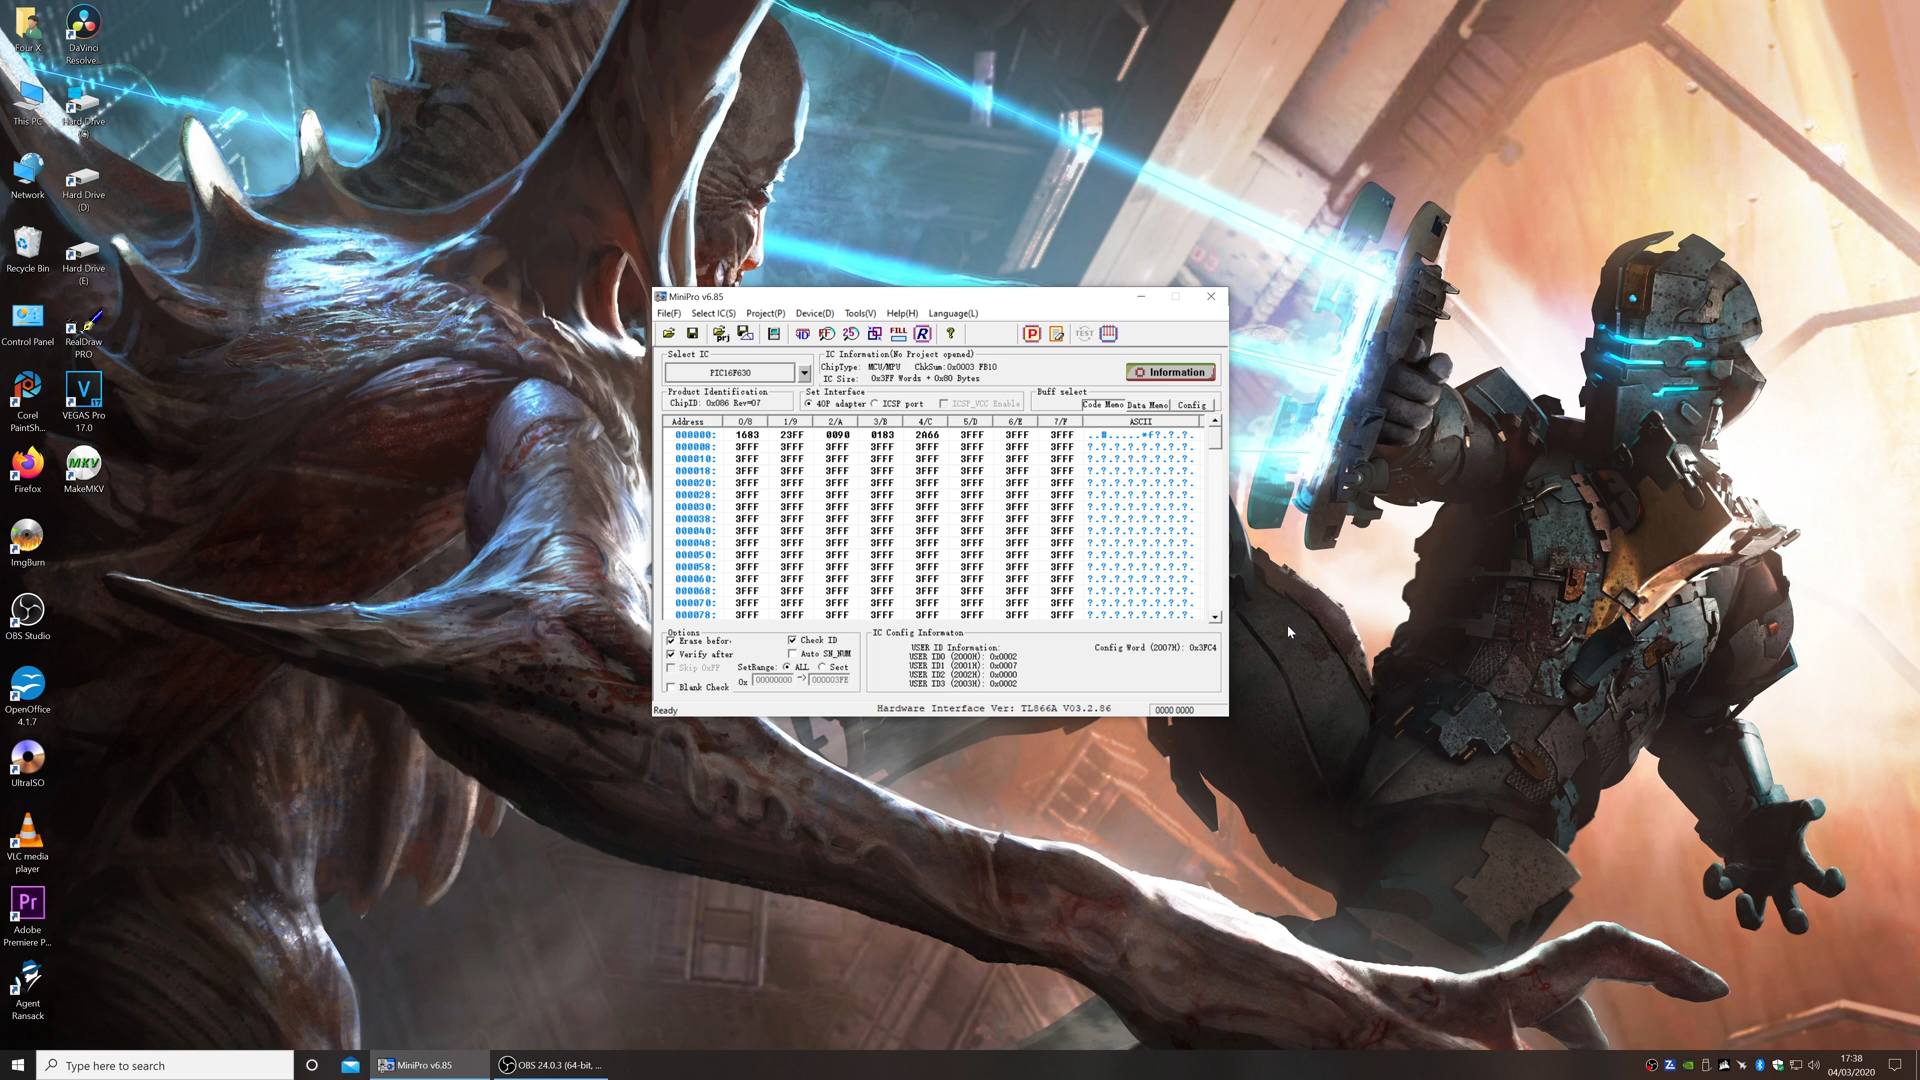 Four X
DaVinci Resolve...
This PC
Hard Drive (C)
Network
Hard Drive (D)
Recycle Bin
Hard Drive (E)
Control Panel
RealDraw PRO
Corel PaintSh...
VEGAS Pro 17.0
Firefox
MakeMKV
ImgBurn
OBS Studio
OpenOffice 4.1.7
UltraISO
VLC media player
Adobe Premiere P...
Agent Ransack
MiniPro v6.85
File(F) Select IC(S) Project(P) Device(D) Tools(V) Help(H) Language(L)
Select IC
PIC16F630
IC Information(No Project opened)
ChipType: MCU/MPU ChkSum:0x0003 FB10
IC Size: 0x3FF Words + 0x80 Bytes
Information
Product Identification
ChipID: 0x086 Rev=07
Set Interface
40P adapter ICSP port ICSP_VCC Enable
Buff select
Code Memo Data Memo Config
Address 0/8 1/9 2/A 3/B 4/C 5/D 6/E 7/F ASCII
000000: 1683 23FF 0090 0183 2A66 3FFF 3FFF 3FFF ..#.....*f?.?.?.
000008: 3FFF 3FFF 3FFF 3FFF 3FFF 3FFF 3FFF 3FFF ?.?.?.?.?.?.?.?.
000010: 3FFF 3FFF 3FFF 3FFF 3FFF 3FFF 3FFF 3FFF ?.?.?.?.?.?.?.?.
000018: 3FFF 3FFF 3FFF 3FFF 3FFF 3FFF 3FFF 3FFF ?.?.?.?.?.?.?.?.
000020: 3FFF 3FFF 3FFF 3FFF 3FFF 3FFF 3FFF 3FFF ?.?.?.?.?.?.?.?.
000028: 3FFF 3FFF 3FFF 3FFF 3FFF 3FFF 3FFF 3FFF ?.?.?.?.?.?.?.?.
000030: 3FFF 3FFF 3FFF 3FFF 3FFF 3FFF 3FFF 3FFF ?.?.?.?.?.?.?.?.
000038: 3FFF 3FFF 3FFF 3FFF 3FFF 3FFF 3FFF 3FFF ?.?.?.?.?.?.?.?.
000040: 3FFF 3FFF 3FFF 3FFF 3FFF 3FFF 3FFF 3FFF ?.?.?.?.?.?.?.?.
000048: 3FFF 3FFF 3FFF 3FFF 3FFF 3FFF 3FFF 3FFF ?.?.?.?.?.?.?.?.
000050: 3FFF 3FFF 3FFF 3FFF 3FFF 3FFF 3FFF 3FFF ?.?.?.?.?.?.?.?.
000058: 3FFF 3FFF 3FFF 3FFF 3FFF 3FFF 3FFF 3FFF ?.?.?.?.?.?.?.?.
000060: 3FFF 3FFF 3FFF 3FFF 3FFF 3FFF 3FFF 3FFF ?.?.?.?.?.?.?.?.
000068: 3FFF 3FFF 3FFF 3FFF 3FFF 3FFF 3FFF 3FFF ?.?.?.?.?.?.?.?.
000070: 3FFF 3FFF 3FFF 3FFF 3FFF 3FFF 3FFF 3FFF ?.?.?.?.?.?.?.?.
000078: 3FFF 3FFF 3FFF 3FFF 3FFF 3FFF 3FFF 3FFF ?.?.?.?.?.?.?.?.
Options
Erase befor. Check ID
Verify after Auto SN_NUM
Skip 0xFF SetRange: ALL Sect
0x 00000000 -> 000003FE
Blank Check
IC Config Informaton
USER ID Information: Config Word (2007H): 0x3FC4
USER ID0 (2000H): 0x0002
USER ID1 (2001H): 0x0007
USER ID2 (2002H): 0x0000
USER ID3 (2003H): 0x0002
Ready Hardware Interface Ver: TL866A V03.2.86 0000 0000
Type here to search
MiniPro v6.85
OBS 24.0.3 (64-bit, ...
17:38
04/03/2020